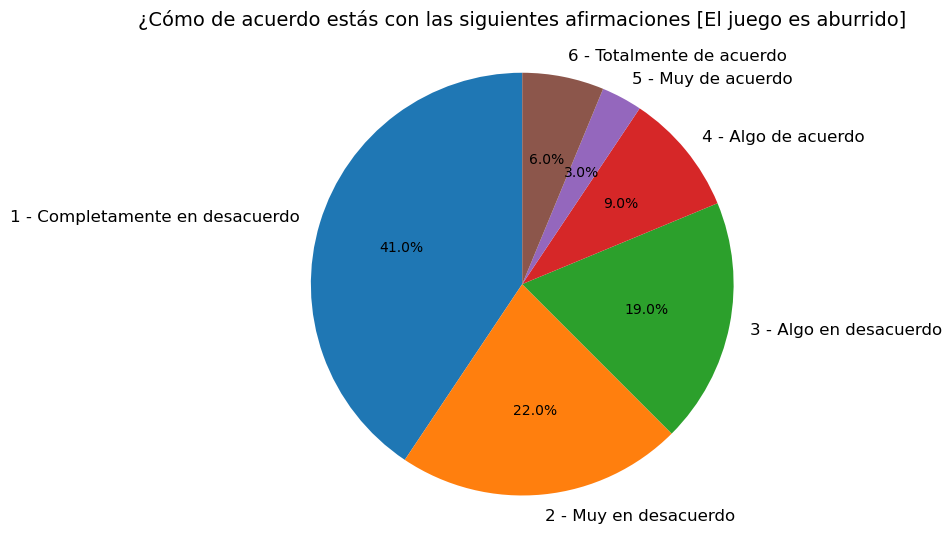 ¿Cómo de acuerdo estás con las siguientes afirmaciones [El juego es aburrido]
6 - Totalmente de acuerdo
5 - Muy de acuerdo
4 - Algo de acuerdo
6.0%
3.0%
9.0%
1 - Completamente en desacuerdo
41.0%
19.0%
3 - Algo en desacuerdo
22.0%
2 - Muy en desacuerdo